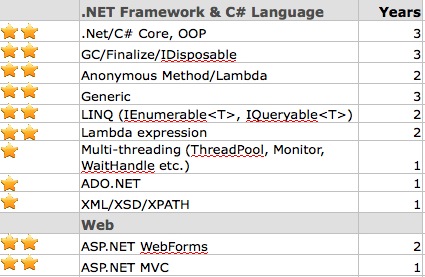 .NET Framework & C# Language Years
.Net/C# Core, OOP 3
GC/Finalize/IDisposable 3
Anonymous Method/Lambda 2
Generic 3
LINQ (IEnumerable<T>, IQueryable<T>) 2
Lambda expression 2
Multi-threading (ThreadPool, Monitor,
WaitHandle etc.) 1
ADO.NET 1
XML/XSD/XPATH 1
Web
ASP.NET WebForms 2
ASP.NET MVC 1